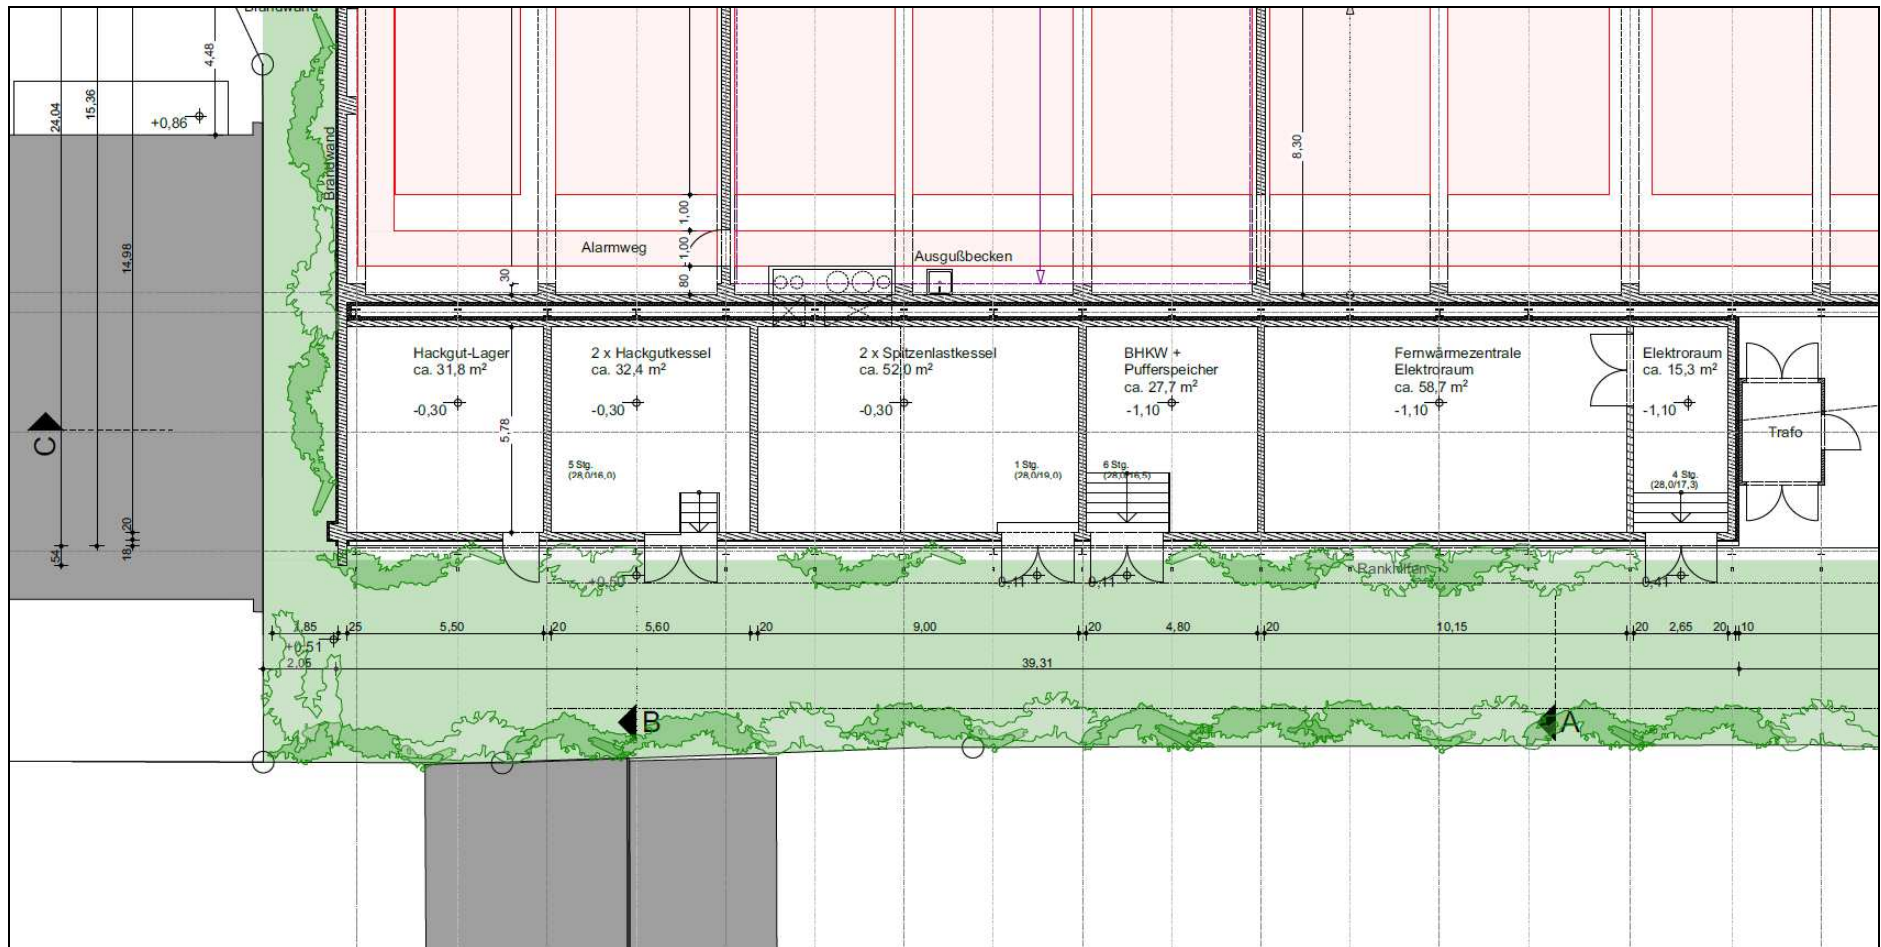 Brandwand
4,48
24,04
15,36
+0,86
Brandwand
14,98
8,30
1,00
1,00
80
30
Alarmweg
Ausgußbecken
Hackgut-Lager
ca. 31,8 m²
-0,30
2 x Hackgutkessel
ca. 32,4 m²
-0,30
2 x Spitzenlastkessel
ca. 52,0 m²
-0,30
BHKW +
Pufferspeicher
ca. 27,7 m²
-1,10
Fernwärmezentrale
Elektroraum
ca. 58,7 m²
-1,10
Elektroraum
ca. 15,3 m²
-1,10
Trafo
C
5,78
5 Stg.
(28,0/16,0)
1 Stg.
(28,0/19,0)
6 Stg.
(28,0/16,5)
4 Stg.
(28,0/17,3)
20
18
54
+0,50
0,11
0,11
Rankhilfen
0,41
1,85
25
5,50
20
5,60
20
9,00
20
4,80
20
10,15
20
2,65
20
10
+0,51
2,05
39,31
B
A